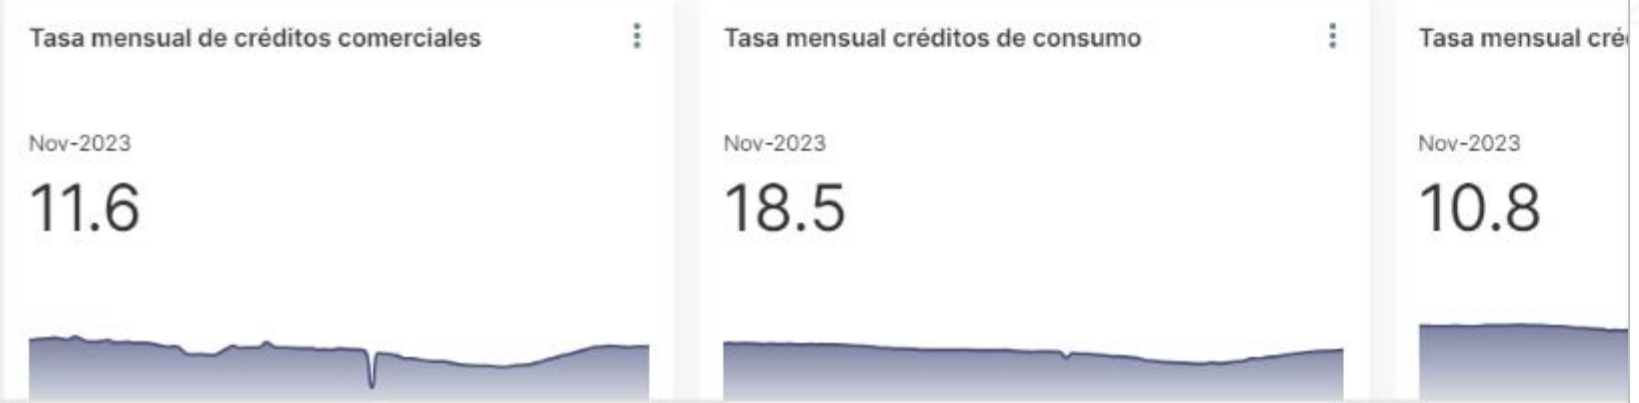 Tasa mensual de créditos comerciales
Nov-2023
11.6
Tasa mensual créditos de consumo
Nov-2023
18.5
Tasa mensual
Nov-2023
10.8